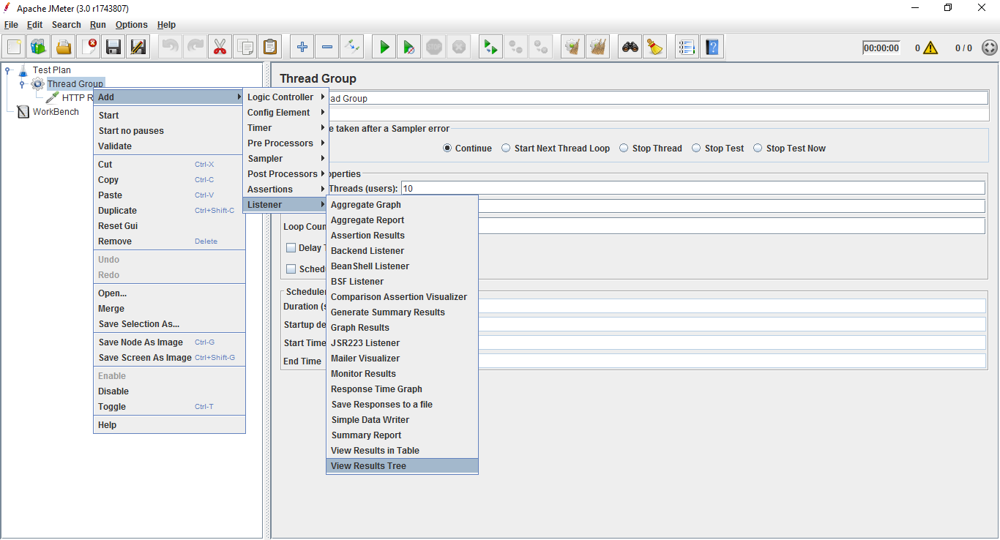 Apache JMeter (3.0 r1743807)
File Edit Search Run Options Help
00:00:00 0 0 / 0
Test Plan
Thread Group
HTTP R
WorkBench
Add
Start
Start no pauses
Validate
Cut Ctrl-X
Copy Ctrl-C
Paste Ctrl-V
Duplicate Ctrl+Shift-C
Reset Gui
Remove Delete
Undo
Redo
Open...
Merge
Save Selection As...
Save Node As Image Ctrl-G
Save Screen As Image Ctrl+Shift-G
Enable
Disable
Toggle Ctrl-T
Help
Logic Controller
Config Element
Timer
Pre Processors
Sampler
Post Processors
Assertions
Listener
Aggregate Graph
Aggregate Report
Assertion Results
Backend Listener
BeanShell Listener
BSF Listener
Comparison Assertion Visualizer
Generate Summary Results
Graph Results
JSR223 Listener
Mailer Visualizer
Monitor Results
Response Time Graph
Save Responses to a file
Simple Data Writer
Summary Report
View Results in Table
View Results Tree
Thread Group
ad Group
e taken after a Sampler error
Continue Start Next Thread Loop Stop Thread Stop Test Stop Test Now
operties
Threads (users): 10
Loop Coun
Delay T
Schedu
Scheduler
Duration (s
Startup de
Start Time
End Time